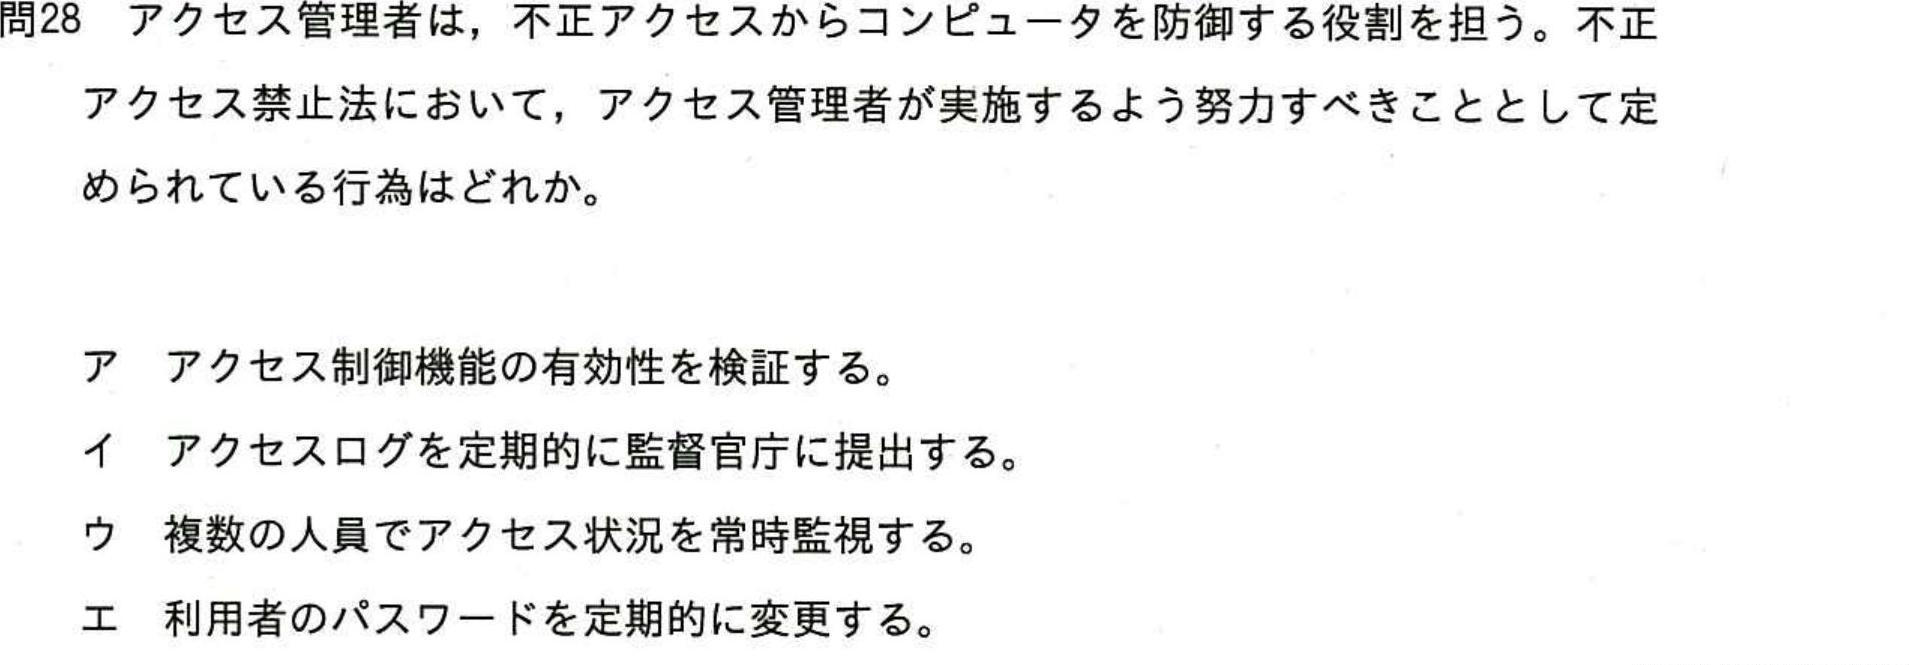 問28 アクセス管理者は，不正アクセスからコンピュータを防御する役割を担う。不正
アクセス禁止法において，アクセス管理者が実施するよう努力すべきこととして定
められている行為はどれか。
ア アクセス制御機能の有効性を検証する。
イ アクセスログを定期的に監督官庁に提出する。
ウ 複数の人員でアクセス状況を常時監視する。
エ 利用者のパスワードを定期的に変更する。